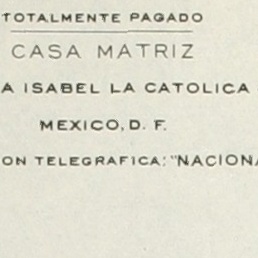 TOTALMENTE PAGADO
CASA MATRIZ
A ISABEL LA CATOLICA
MEXICO, D. F.
ON TELEGRAFICA: "NACIONA